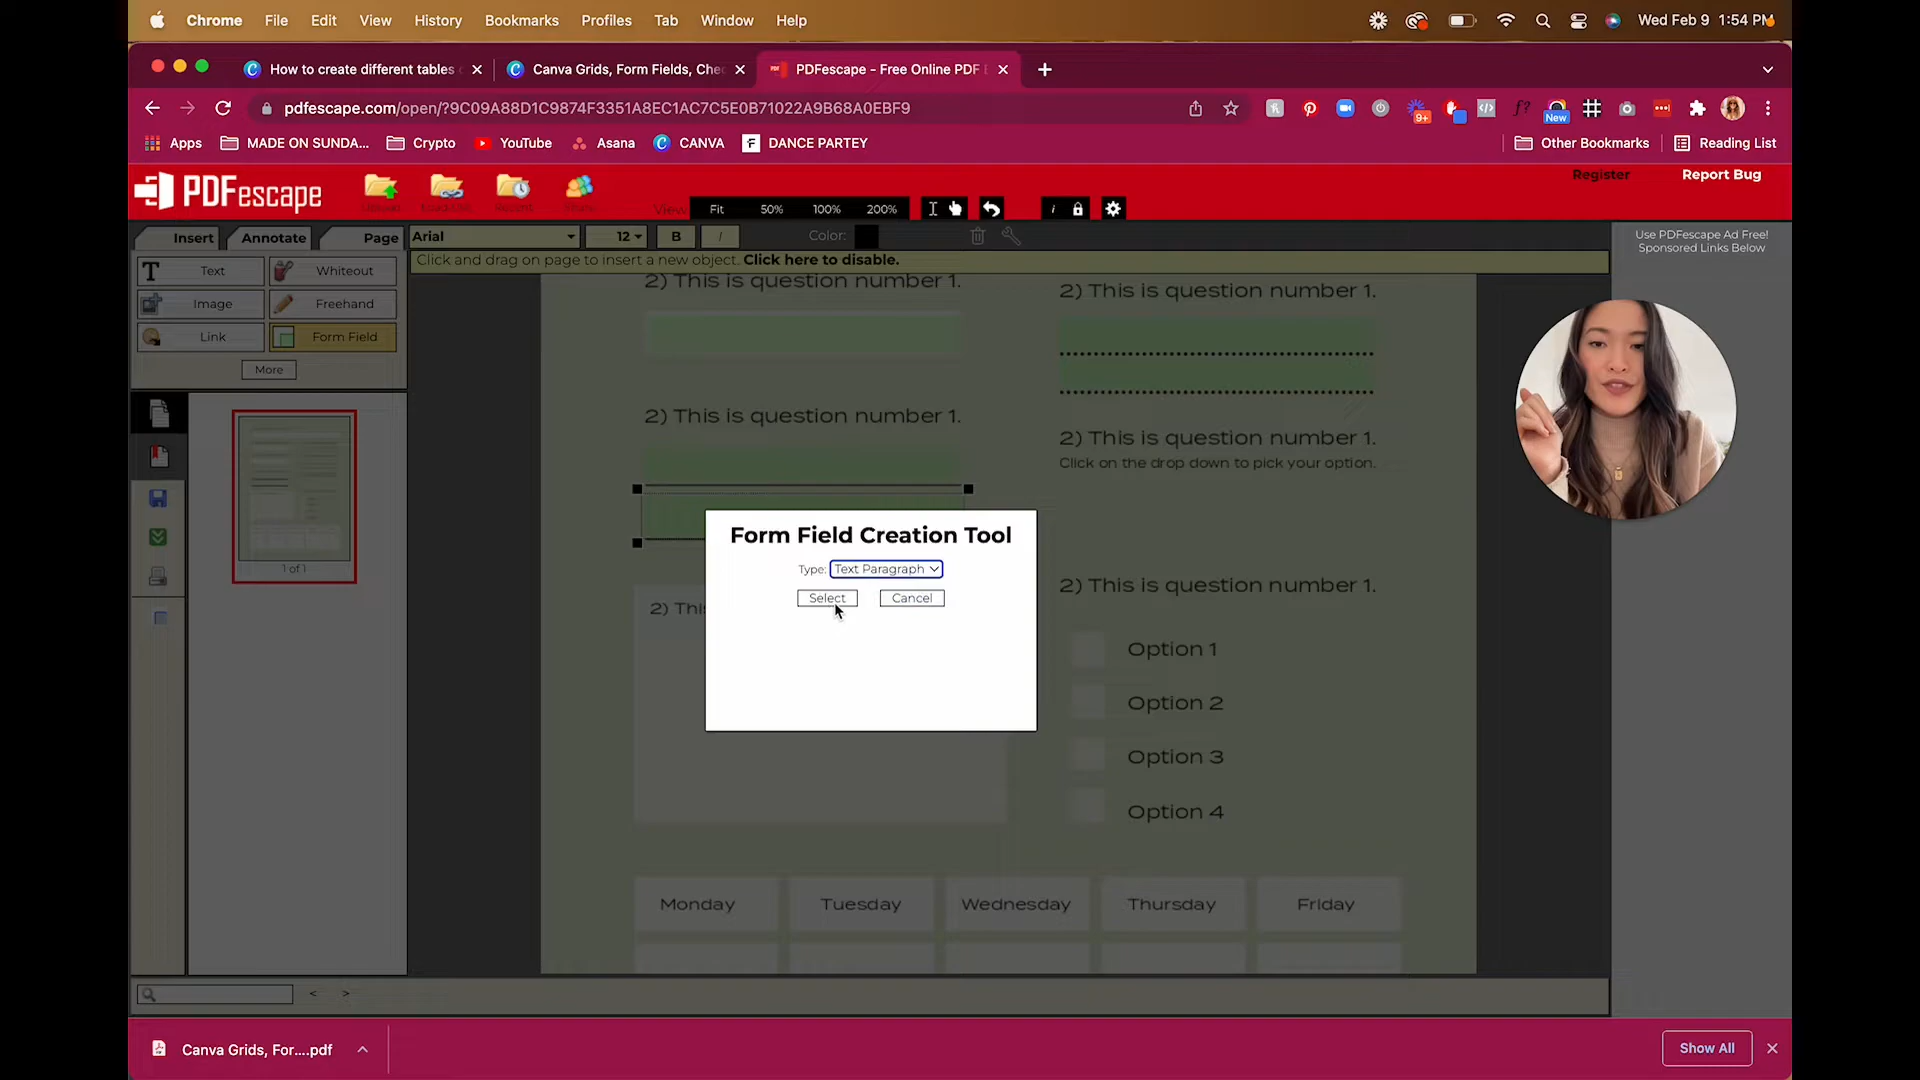 Chrome File Edit View History Bookmarks Profiles Tab Window Help
Wed Feb 9 1:54 PM
How to create different tables
Canva Grids, Form Fields, Che
PDFescape - Free Online PDF E
pdfescape.com/open/?9C09A88D1C9874F3351A8EC1AC7C5E0B71022A9B68A0EBF9
9+
New
f?
Apps MADE ON SUNDA... Crypto YouTube Asana CANVA DANCE PARTEY
Other Bookmarks Reading List
PDFescape
View: Fit 50% 100% 200%
Register Report Bug
Insert Annotate Page
Arial 12 B I Color:
Click and drag on page to insert a new object. Click here to disable.
Use PDFescape Ad Free!
Sponsored Links Below
T Text Whiteout
Image Freehand
Link Form Field
More
1 of 1
2) This is question number 1.
2) This is question number 1.
2) This is question number 1.
2) This is question number 1.
Click on the drop down to pick your option.
Form Field Creation Tool
Type: Text Paragraph
Select Cancel
2) Thi
2) This is question number 1.
Option 1
Option 2
Option 3
Option 4
Monday Tuesday Wednesday Thursday Friday
< >
Canva Grids, For....pdf
Show All